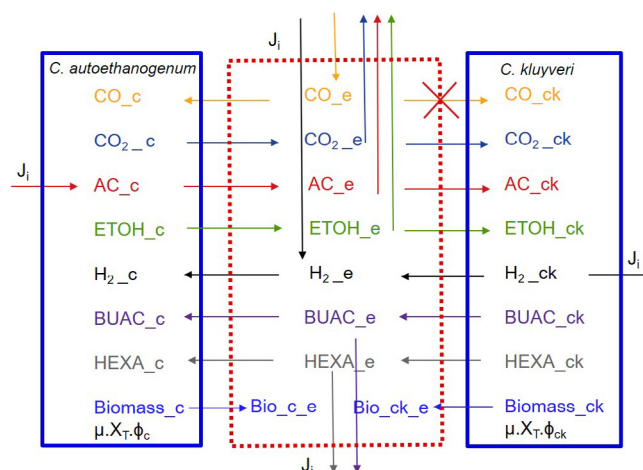 J_i
C. autoethanogenum
C. kluyveri
CO_c
CO_e
CO_ck
CO₂_c
CO₂_e
CO₂_ck
J_i
AC_c
AC_e
AC_ck
ETOH_c
ETOH_e
ETOH_ck
H₂_c
H₂_e
H₂_ck
J_i
BUAC_c
BUAC_e
BUAC_ck
HEXA_c
HEXA_e
HEXA_ck
Biomass_c
Bio_c_e
Bio_ck_e
Biomass_ck
μ.X_T.ϕ_c
μ.X_T.ϕ_ck
J_i